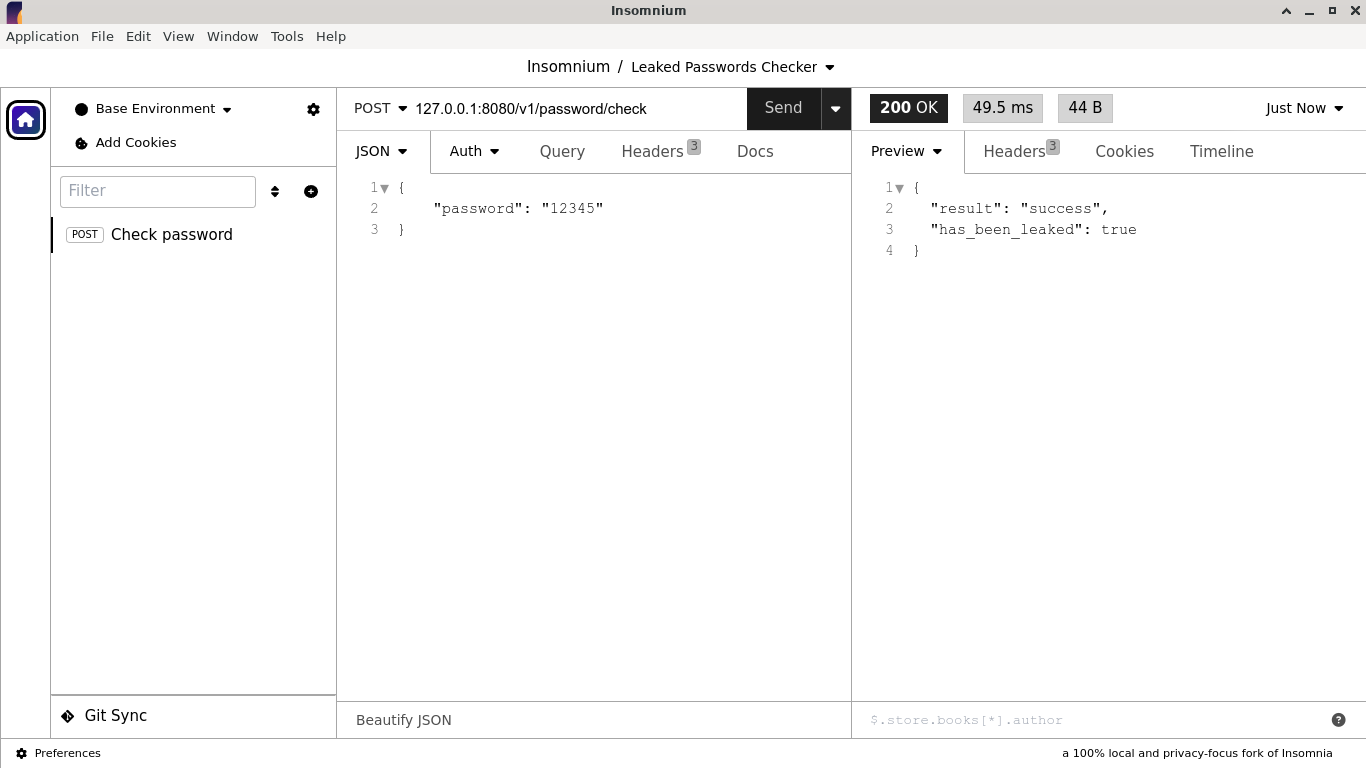 Insomnium
Application File Edit View Window Tools Help
Insomnium / Leaked Passwords Checker
Base Environment
Add Cookies
Filter
POST Check password
Git Sync
POST 127.0.0.1:8080/v1/password/check Send
JSON Auth Query Headers 3 Docs
1 {
2 "password": "12345"
3 }
Beautify JSON
200 OK 49.5 ms 44 B Just Now
Preview Headers 3 Cookies Timeline
1 {
2 "result": "success",
3 "has_been_leaked": true
4 }
$.store.books[*].author ?
Preferences a 100% local and privacy-focus fork of Insomnia